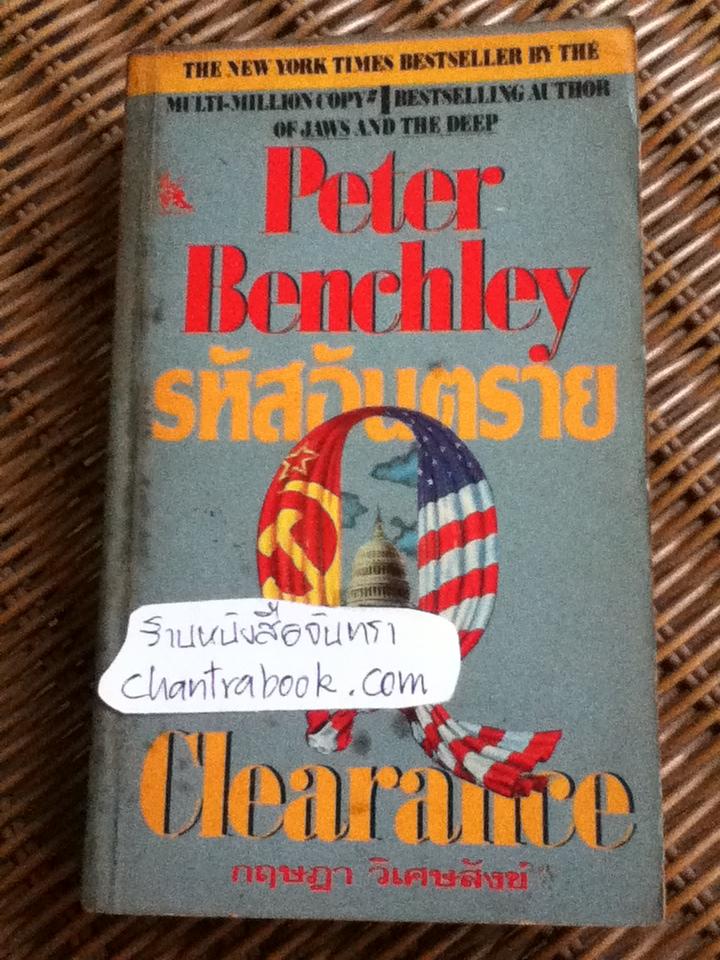 THE NEW YORK TIMES BESTSELLER BY THE
MULTI-MILLION COPY #1 BESTSELLING AUTHOR
OF JAWS AND THE DEEP
Peter
Benchley
รหัสอันตราย
Q
ร้านหนังสือจันทรา
chantrabook.com
Clearance
กฤษฎา วิเศษสังข์